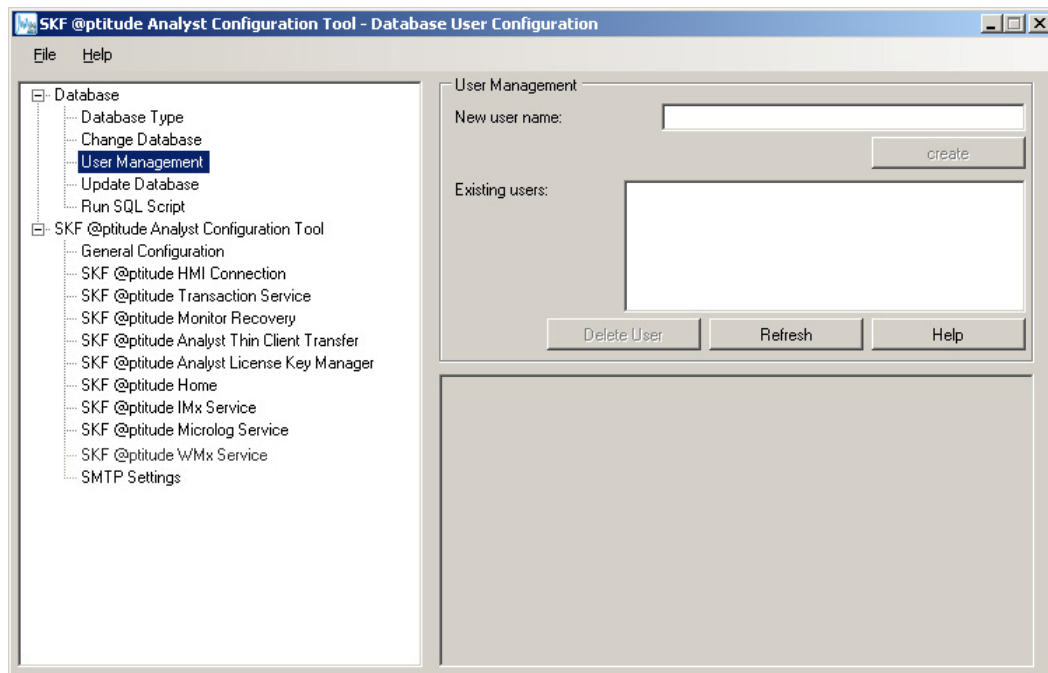 SKF @ptitude Analyst Configuration Tool - Database User Configuration
File Help
Database
Database Type
Change Database
User Management
Update Database
Run SQL Script
SKF @ptitude Analyst Configuration Tool
General Configuration
SKF @ptitude HMI Connection
SKF @ptitude Transaction Service
SKF @ptitude Monitor Recovery
SKF @ptitude Analyst Thin Client Transfer
SKF @ptitude Analyst License Key Manager
SKF @ptitude Home
SKF @ptitude IMx Service
SKF @ptitude Microlog Service
SKF @ptitude WMx Service
SMTP Settings
User Management
New user name:
create
Existing users:
Delete User Refresh Help